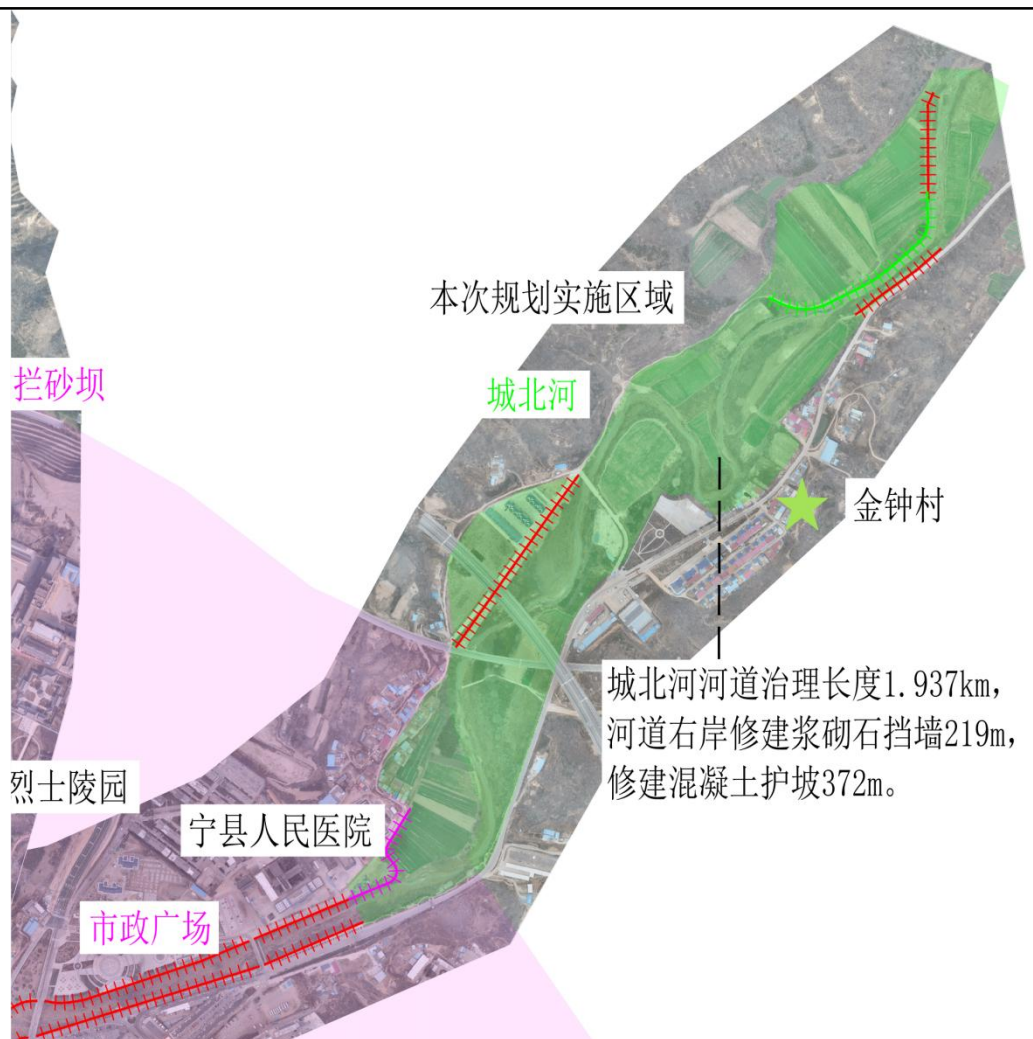 本次规划实施区域
拦砂坝
城北河
金钟村
城北河河道治理长度1.937km,
河道右岸修建浆砌石挡墙219m,
修建混凝土护坡372m。
烈士陵园
宁县人民医院
市政广场